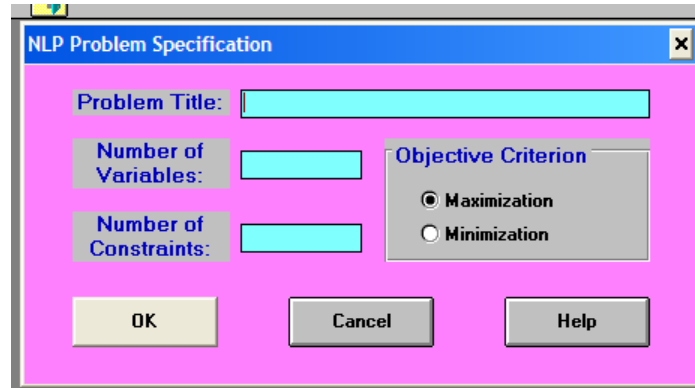 NLP Problem Specification
Problem Title:
Number of
Variables:
Objective Criterion
Maximization
Number of
Constraints:
Minimization
OK
Cancel
Help